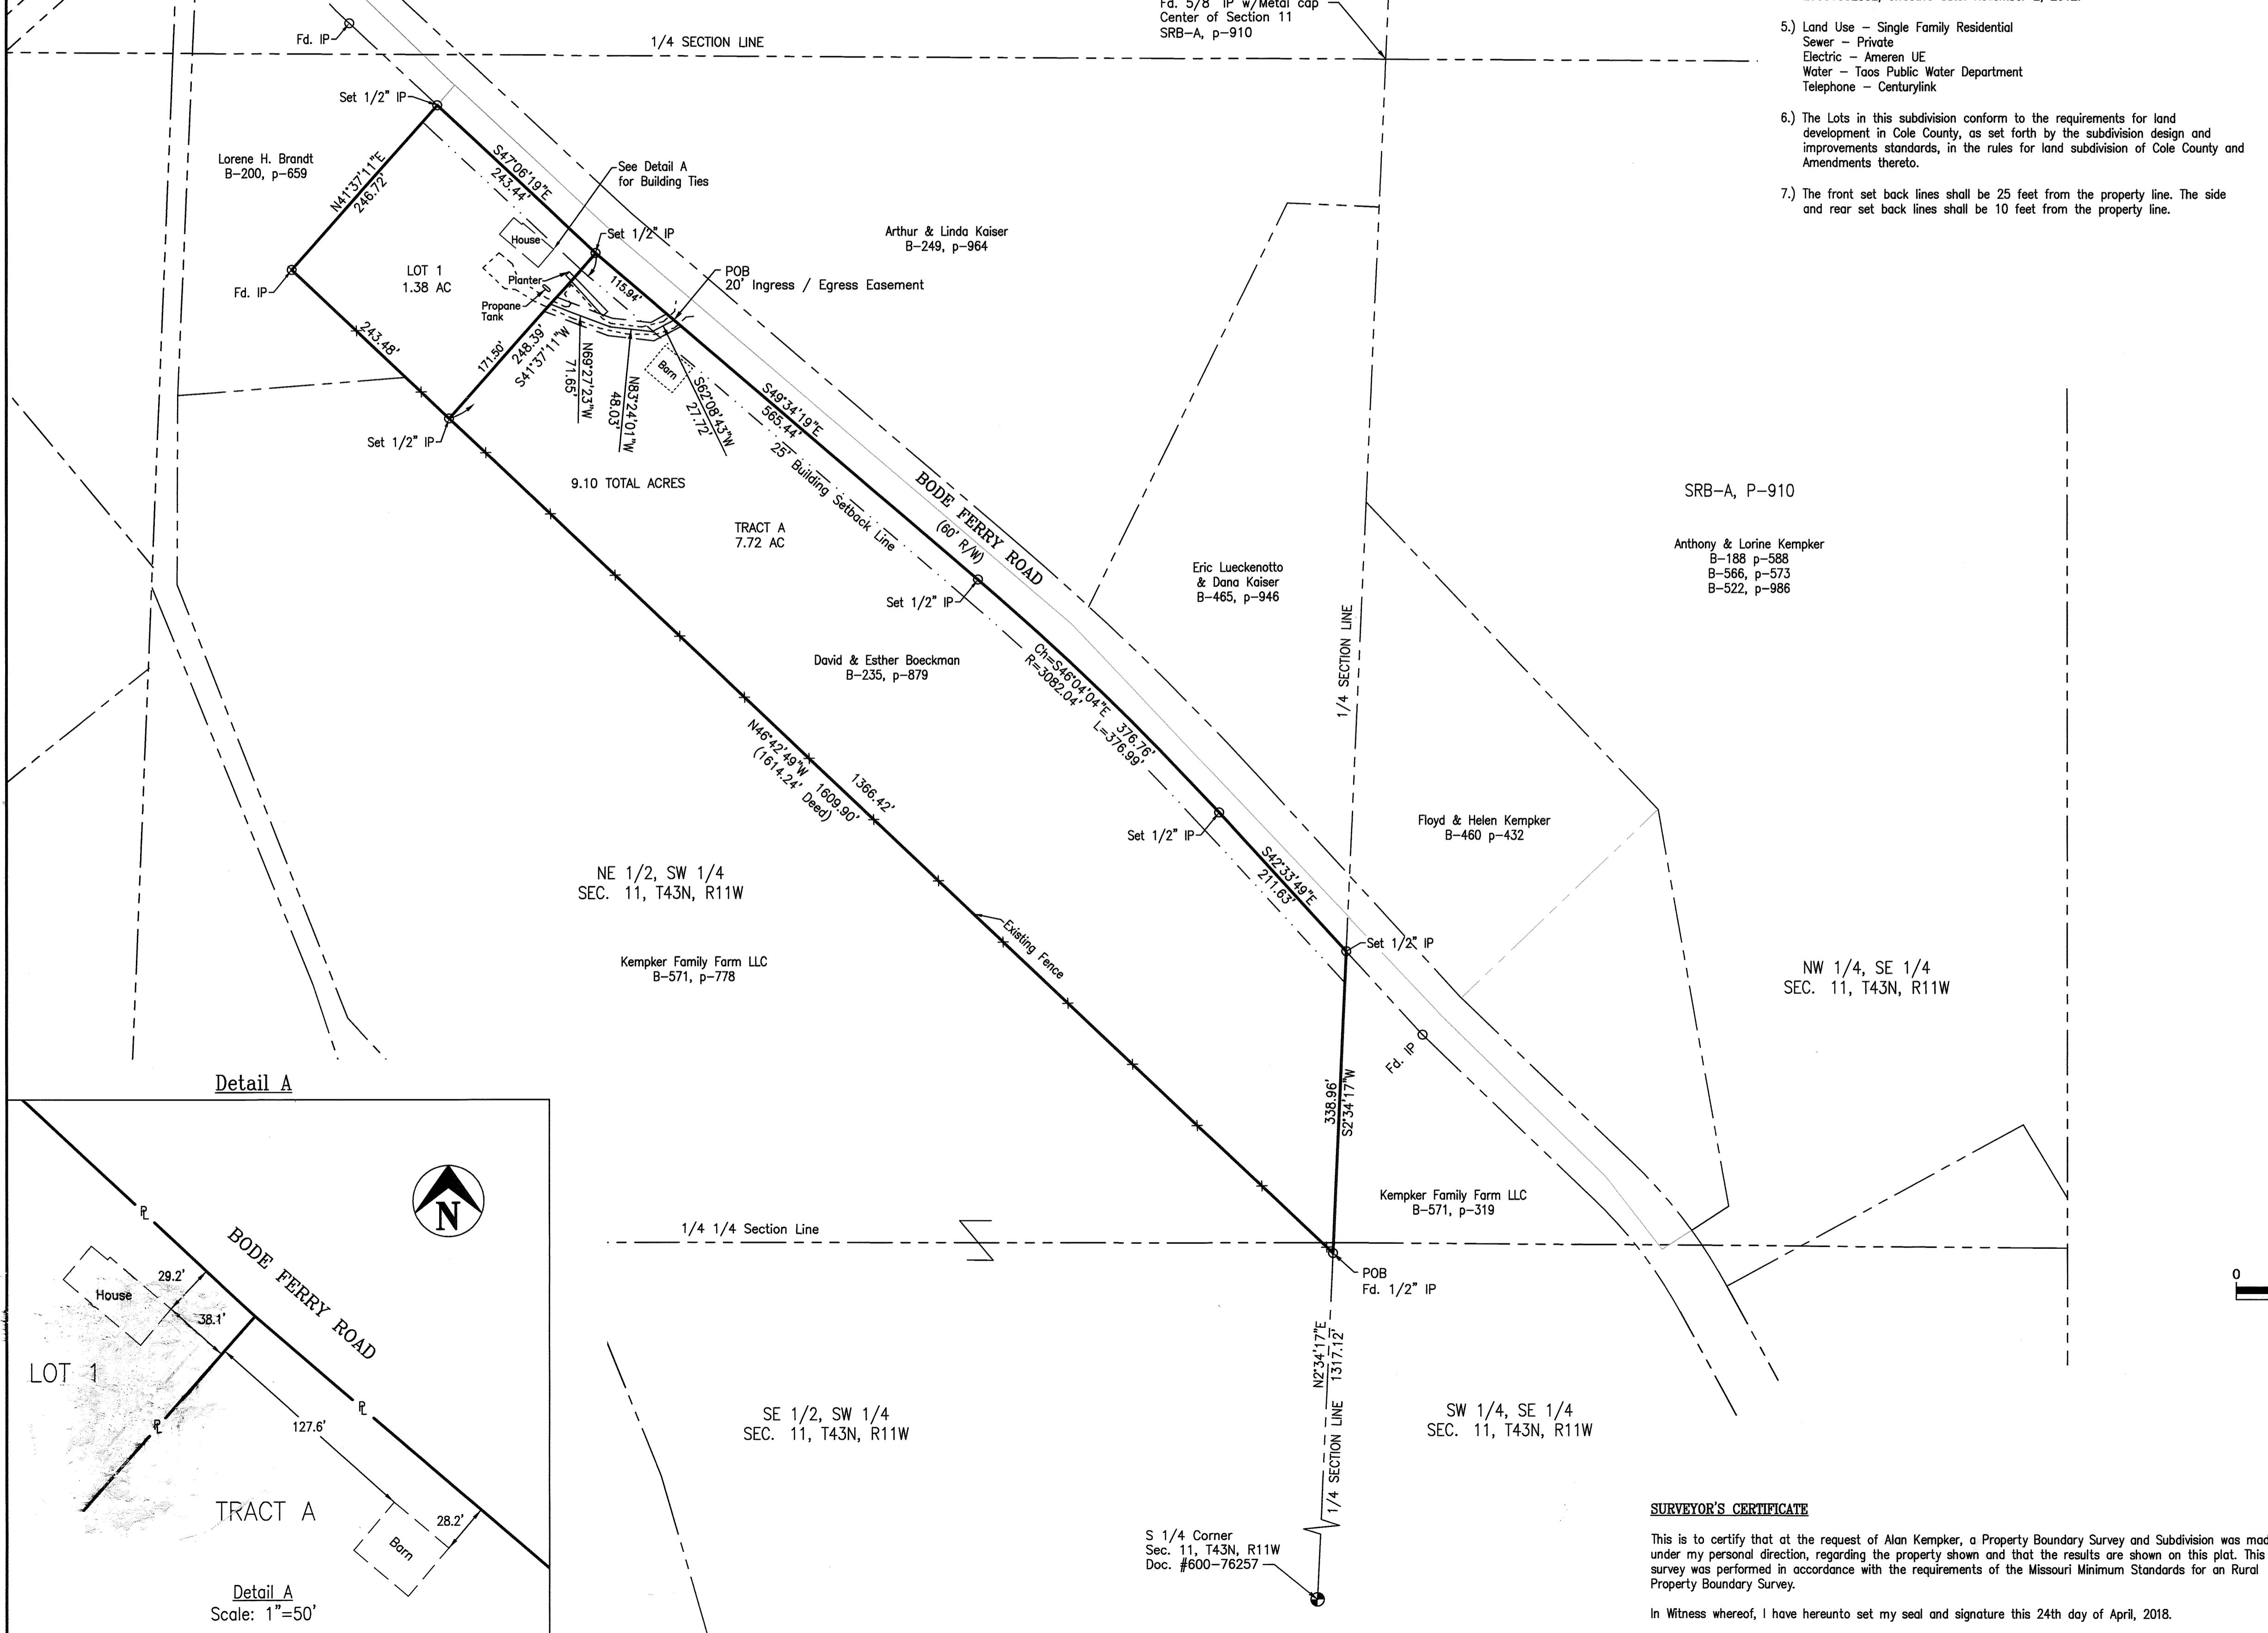 Fd. 5/8" IP w/Metal cap
Center of Section 11
SRB-A, p-910
1/4 SECTION LINE
Fd. IP
Set 1/2" IP
Lorene H. Brandt
B-200, p-659
N41°37'11"E
246.72'
S47°06'19"E
243.44'
See Detail A
for Building Ties
House
Set 1/2" IP
Arthur & Linda Kaiser
B-249, p-964
LOT 1
1.38 AC
Fd. IP
Planter
Propane
Tank
115.94'
POB
20' Ingress / Egress Easement
243.48'
171.50'
248.39'
S41°37'11"W
N69°27'23"W
71.65'
N83°24'01"W
48.03'
S62°08'43"W
27.72'
Barn
Set 1/2" IP
S49°34'19"E
565.44'
25' Building Setback Line
9.10 TOTAL ACRES
TRACT A
7.72 AC
BODE FERRY ROAD
(60' R/W)
Set 1/2" IP
Eric Lueckenotto
& Dana Kaiser
B-465, p-946
1/4 SECTION LINE
SRB-A, P-910
Anthony & Lorine Kempker
B-188 p-588
B-566, p-573
B-522, p-986
David & Esther Boeckman
B-235, p-879
Ch=S46°04'04"E 376.76'
R=3082.04' L=376.99'
N46°42'49"W 1609.90'
(1614.24' Deed)
1366.42'
Set 1/2" IP
Floyd & Helen Kempker
B-460 p-432
S42°33'49"E
211.63'
NE 1/2, SW 1/4
SEC. 11, T43N, R11W
Existing Fence
Set 1/2" IP
Kempker Family Farm LLC
B-571, p-778
NW 1/4, SE 1/4
SEC. 11, T43N, R11W
Fd. IP
338.96'
S2°34'17"W
Kempker Family Farm LLC
B-571, p-319
1/4 1/4 Section Line
POB
Fd. 1/2" IP
N2°34'17"E
1/4 SECTION LINE 1317.12'
SE 1/2, SW 1/4
SEC. 11, T43N, R11W
SW 1/4, SE 1/4
SEC. 11, T43N, R11W
S 1/4 Corner
Sec. 11, T43N, R11W
Doc. #600-76257
Detail A
N
BODE FERRY ROAD
PL
29.2'
House
38.1'
LOT 1
PL
PL
127.6'
TRACT A
28.2'
Barn
Detail A
Scale: 1"=50'
5.) Land Use – Single Family Residential
Sewer – Private
Electric – Ameren UE
Water – Taos Public Water Department
Telephone – Centurylink
6.) The Lots in this subdivision conform to the requirements for land
development in Cole County, as set forth by the subdivision design and
improvements standards, in the rules for land subdivision of Cole County and
Amendments thereto.
7.) The front set back lines shall be 25 feet from the property line. The side
and rear set back lines shall be 10 feet from the property line.
0
SURVEYOR'S CERTIFICATE
This is to certify that at the request of Alan Kempker, a Property Boundary Survey and Subdivision was mad
under my personal direction, regarding the property shown and that the results are shown on this plat. This
survey was performed in accordance with the requirements of the Missouri Minimum Standards for an Rural
Property Boundary Survey.
In Witness whereof, I have hereunto set my seal and signature this 24th day of April, 2018.